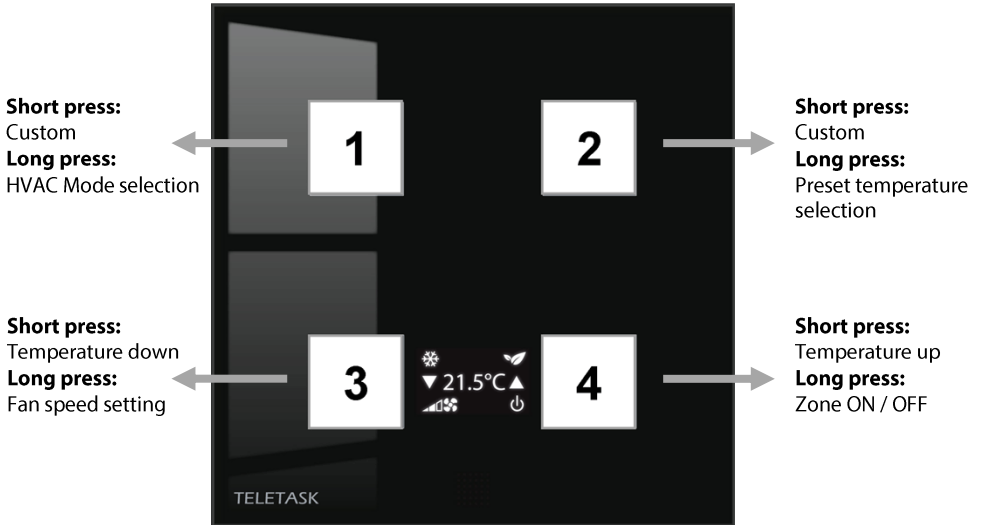 Short press:
Custom
Long press:
HVAC Mode selection
1
2
Short press:
Custom
Long press:
Preset temperature
selection
Short press:
Temperature down
Long press:
Fan speed setting
3
21.5°C
4
Short press:
Temperature up
Long press:
Zone ON / OFF
TELETASK